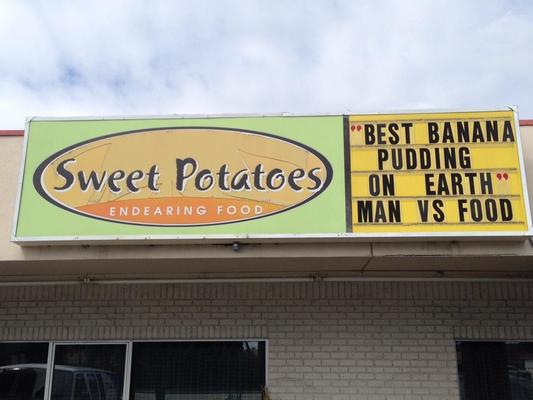 Sweet Potatoes
ENDEARING FOOD
"BEST BANANA
PUDDING
ON EARTH"
MAN VS FOOD